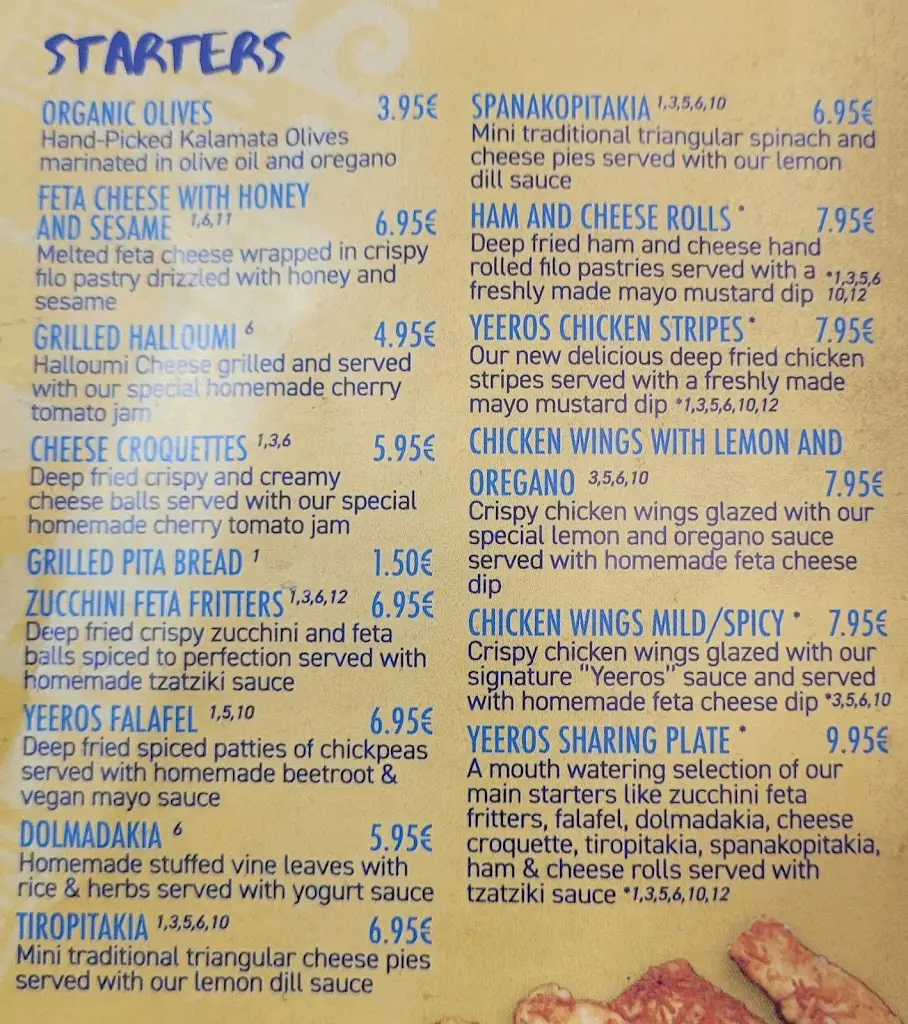 STARTERS
ORGANIC OLIVES 3.95€
Hand-Picked Kalamata Olives
marinated in olive oil and oregano
FETA CHEESE WITH HONEY
AND SESAME 1,6,11 6.95€
Melted feta cheese wrapped in crispy
filo pastry drizzled with honey and
sesame
GRILLED HALLOUMI 6 4.95€
Halloumi Cheese grilled and served
with our special homemade cherry
tomato jam
CHEESE CROQUETTES 1,3,6 5.95€
Deep fried crispy and creamy
cheese balls served with our special
homemade cherry tomato jam
GRILLED PITA BREAD 1 1.50€
ZUCCHINI FETA FRITTERS 1,3,6,12 6.95€
Deep fried crispy zucchini and feta
balls spiced to perfection served with
homemade tzatziki sauce
YEEROS FALAFEL 1,5,10 6.95€
Deep fried spiced patties of chickpeas
served with homemade beetroot &
vegan mayo sauce
DOLMADAKIA 6 5.95€
Homemade stuffed vine leaves with
rice & herbs served with yogurt sauce
TIROPITAKIA 1,3,5,6,10 6.95€
Mini traditional triangular cheese pies
served with our lemon dill sauce
SPANAKOPITAKIA 1,3,5,6,10 6.95€
Mini traditional triangular spinach and
cheese pies served with our lemon
dill sauce
HAM AND CHEESE ROLLS * 7.95€
Deep fried ham and cheese hand
rolled filo pastries served with a *1,3,5,6
freshly made mayo mustard dip 10,12
YEEROS CHICKEN STRIPES * 7.95€
Our new delicious deep fried chicken
stripes served with a freshly made
mayo mustard dip *1,3,5,6,10,12
CHICKEN WINGS WITH LEMON AND
OREGANO 3,5,6,10 7.95€
Crispy chicken wings glazed with our
special lemon and oregano sauce
served with homemade feta cheese
dip
CHICKEN WINGS MILD/SPICY * 7.95€
Crispy chicken wings glazed with our
signature "Yeeros" sauce and served
with homemade feta cheese dip *3,5,6,10
YEEROS SHARING PLATE * 9.95€
A mouth watering selection of our
main starters like zucchini feta
fritters, falafel, dolmadakia, cheese
croquette, tiropitakia, spanakopitakia,
ham & cheese rolls served with
tzatziki sauce *1,3,5,6,10,12